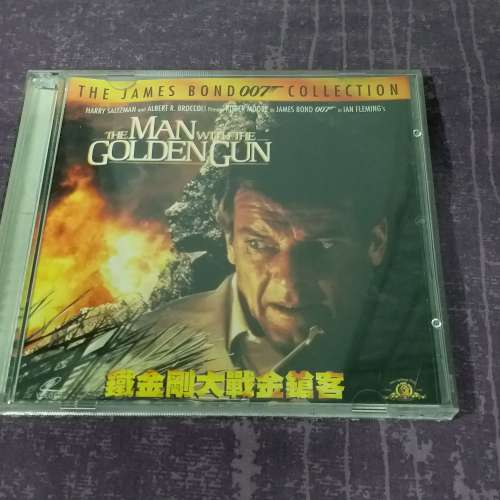 THE JAMES BOND 007 COLLECTION
HARRY SALTZMAN and ALBERT R. BROCCOLI Present ROGER MOORE as JAMES BOND 007 in IAN FLEMING's
THE MAN WITH THE
GOLDEN GUN
鐵金剛大戰金鎗客